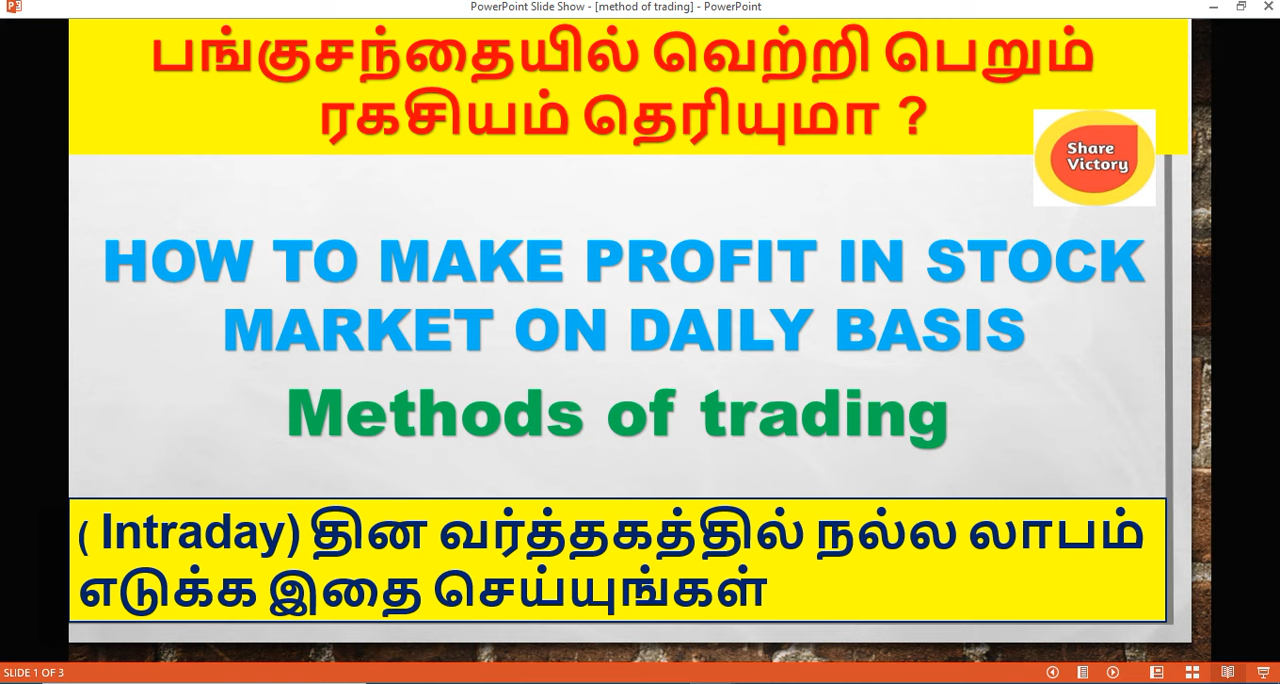 PowerPoint Slide Show - [method of trading] - PowerPoint
பங்குசந்தையில் வெற்றி பெறும்
ரகசியம் தெரியுமா ?
Share
Victory
HOW TO MAKE PROFIT IN STOCK
MARKET ON DAILY BASIS
Methods of trading
( Intraday) தின வர்த்தகத்தில் நல்ல லாபம்
எடுக்க இதை செய்யுங்கள்
SLIDE 1 OF 3